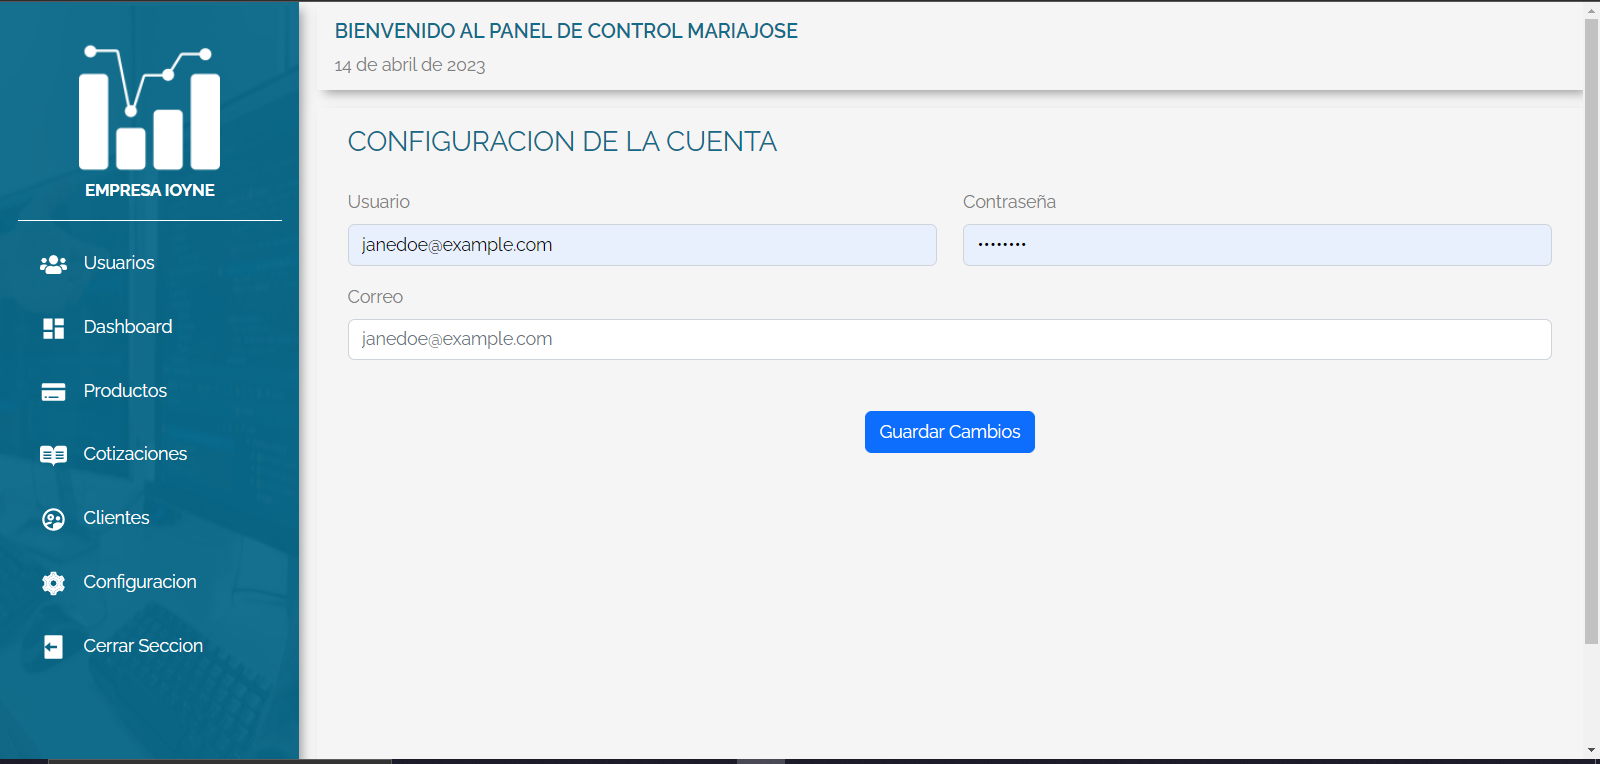 EMPRESA IOYNE
Usuarios
Dashboard
Productos
Cotizaciones
Clientes
Configuracion
Cerrar Seccion
BIENVENIDO AL PANEL DE CONTROL MARIAJOSE
14 de abril de 2023
CONFIGURACION DE LA CUENTA
Usuario
Contraseña
janedoe@example.com
••••••••
Correo
janedoe@example.com
Guardar Cambios